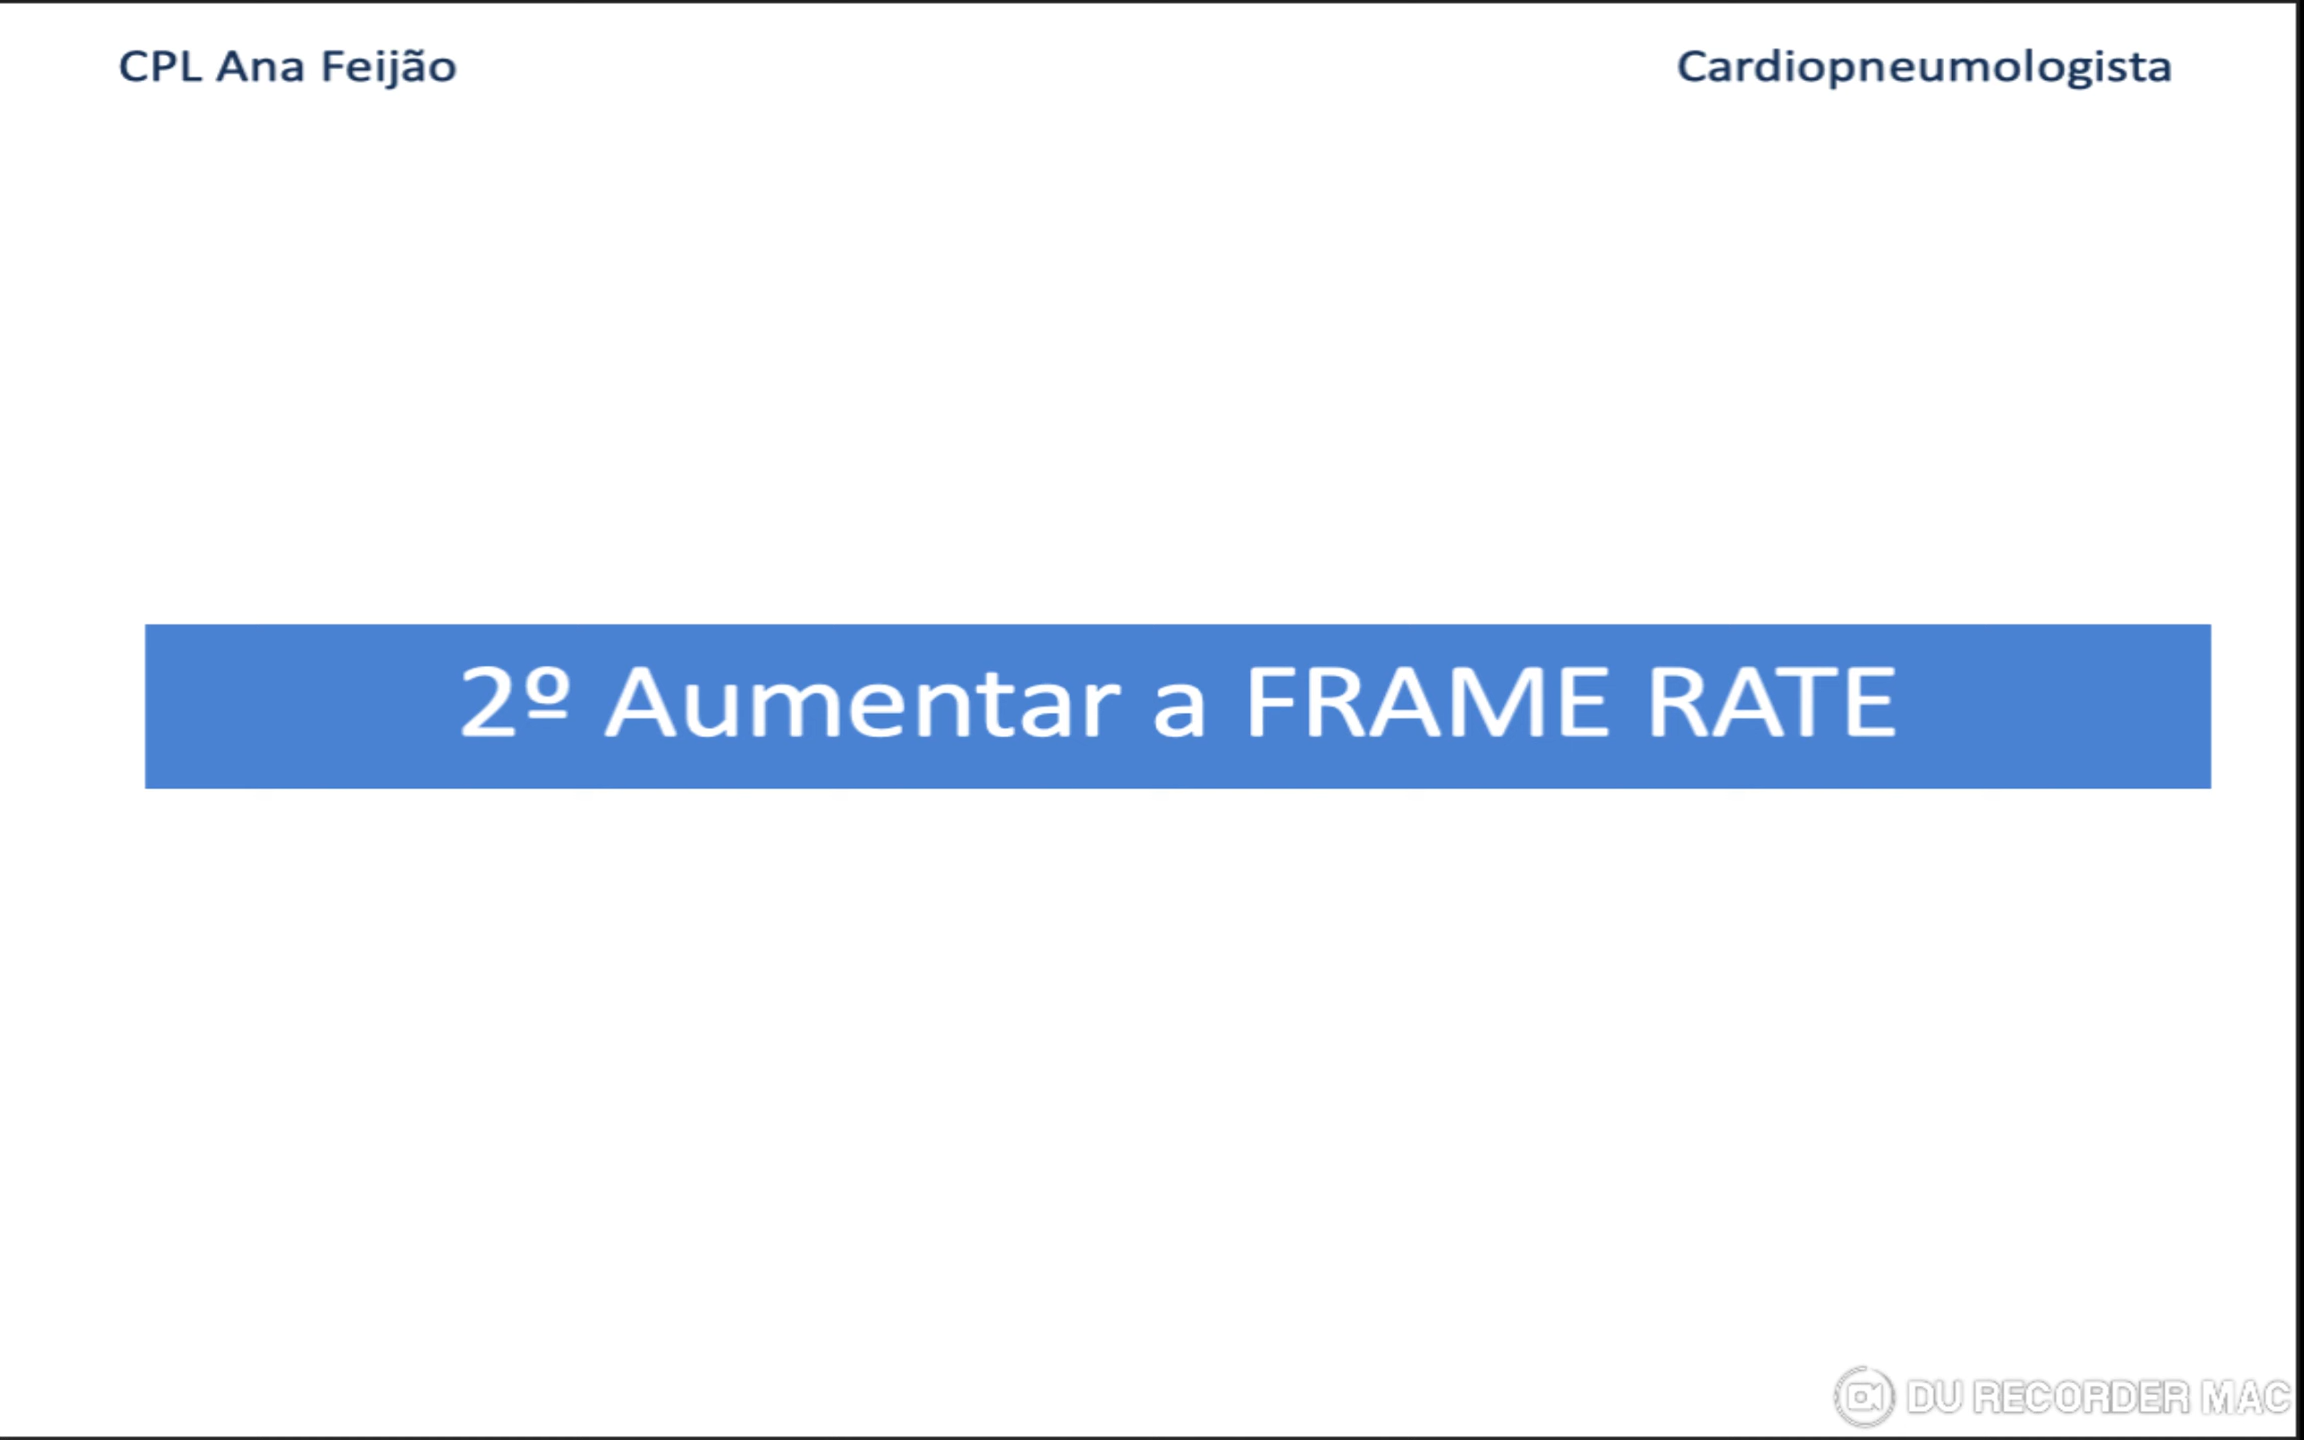 CPL Ana Feijão
Cardiopneumologista
2º Aumentar a FRAME RATE
DU RECORDER MAC